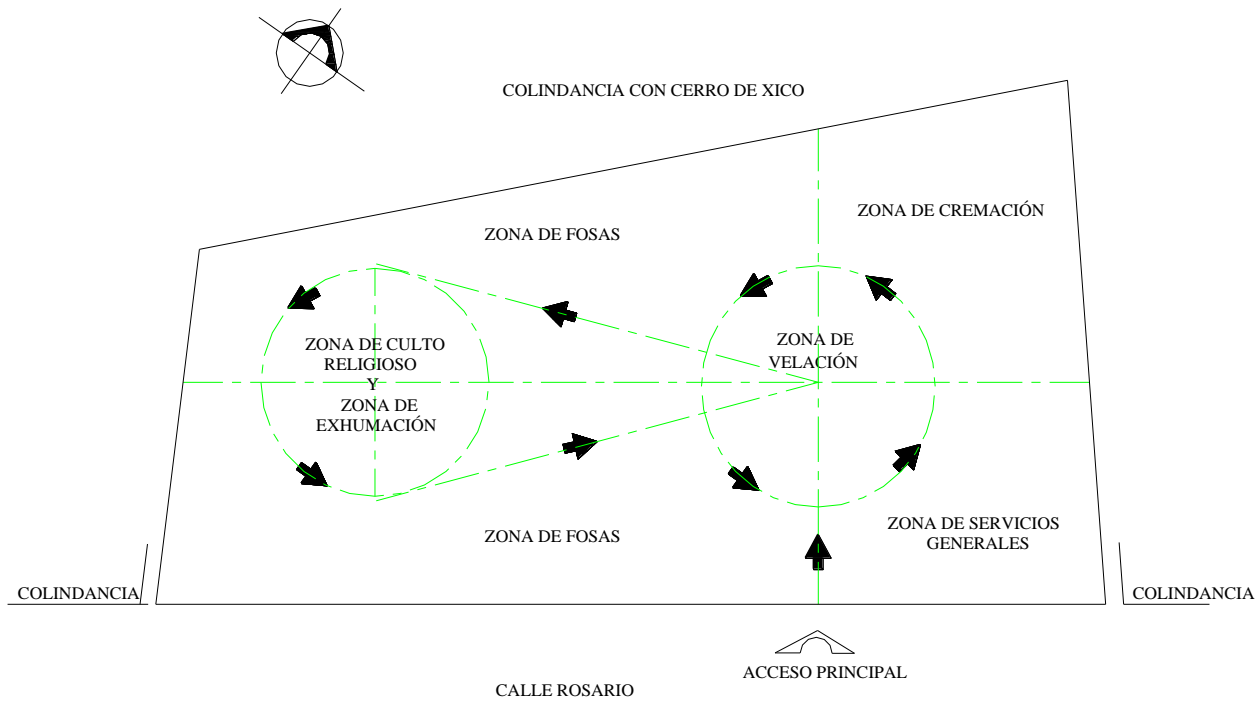 COLINDANCIA CON CERRO DE XICO
ZONA DE CREMACIÓN
ZONA DE FOSAS
ZONA DE CULTO
RELIGIOSO
Y
ZONA DE
EXHUMACIÓN
ZONA DE
VELACIÓN
ZONA DE FOSAS
ZONA DE SERVICIOS
GENERALES
COLINDANCIA
COLINDANCIA
ACCESO PRINCIPAL
CALLE ROSARIO